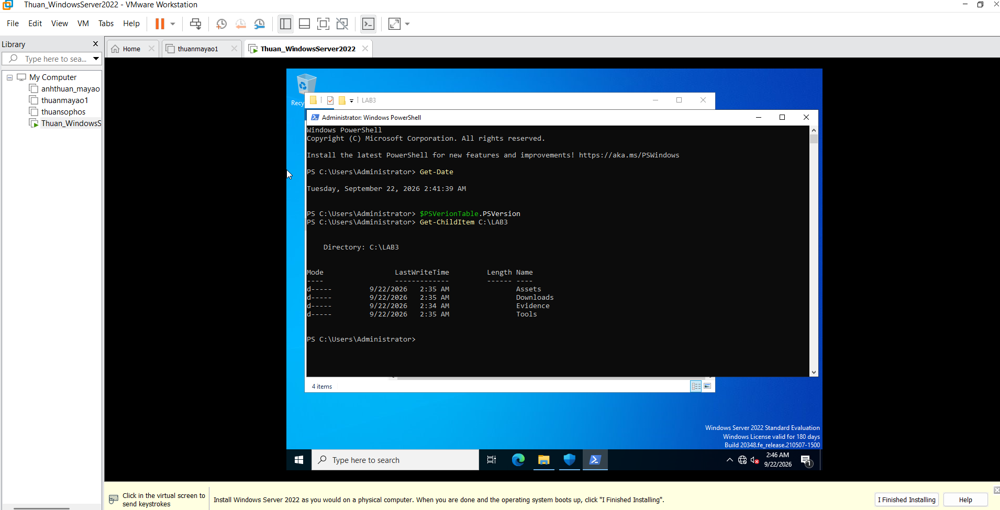 Thuan_WindowsServer2022 - VMware Workstation
File Edit View VM Tabs Help
Library
Type here to sea...
My Computer
anhthuan_mayao
thuanmayao1
thuansophos
Thuan_WindowsS
Home
thuanmayao1
Thuan_WindowsServer2022
Recy
LAB3
Administrator: Windows PowerShell
Windows PowerShell
Copyright (C) Microsoft Corporation. All rights reserved.
Install the latest PowerShell for new features and improvements! https://aka.ms/PSWindows
PS C:\Users\Administrator> Get-Date
Tuesday, September 22, 2026 2:41:39 AM
PS C:\Users\Administrator> $PSVerionTable.PSVersion
PS C:\Users\Administrator> Get-ChildItem C:\LAB3
Directory: C:\LAB3
Mode LastWriteTime Length Name
---- ------------- ------ ----
d----- 9/22/2026 2:35 AM Assets
d----- 9/22/2026 2:35 AM Downloads
d----- 9/22/2026 2:34 AM Evidence
d----- 9/22/2026 2:35 AM Tools
PS C:\Users\Administrator>
4 items
Windows Server 2022 Standard Evaluation
Windows License valid for 180 days
Build 20348.fe_release.210507-1500
Type here to search
2:46 AM
9/22/2026
1
Click in the virtual screen to
send keystrokes
Install Windows Server 2022 as you would on a physical computer. When you are done and the operating system boots up, click "I Finished Installing".
I Finished Installing
Help